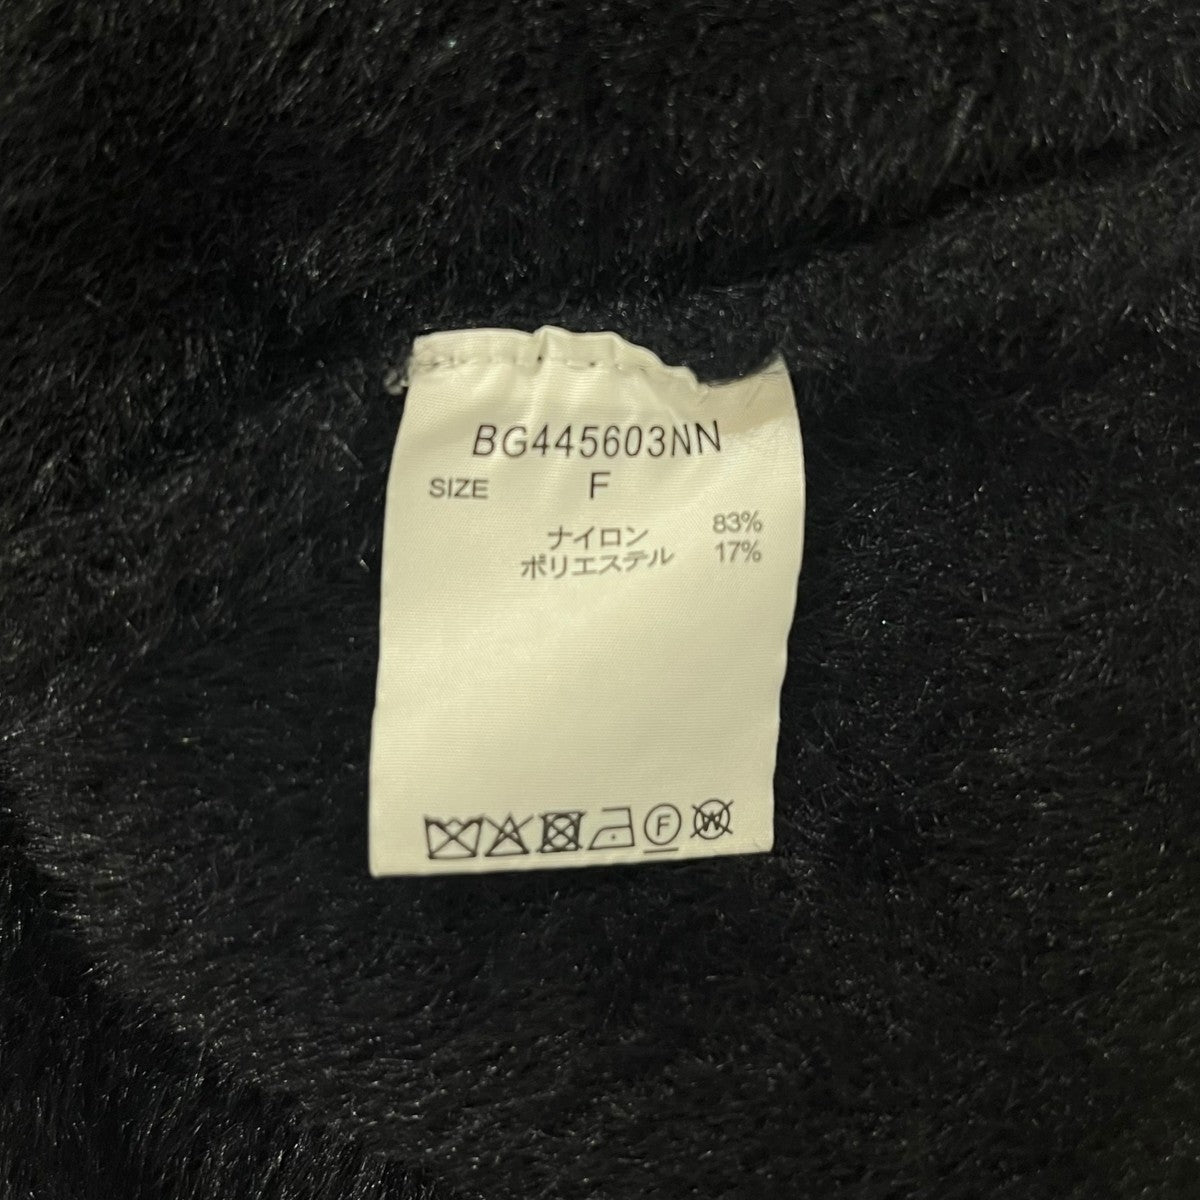 BG445603NN
SIZE F
ナイロン 83%
ポリエステル 17%
F W